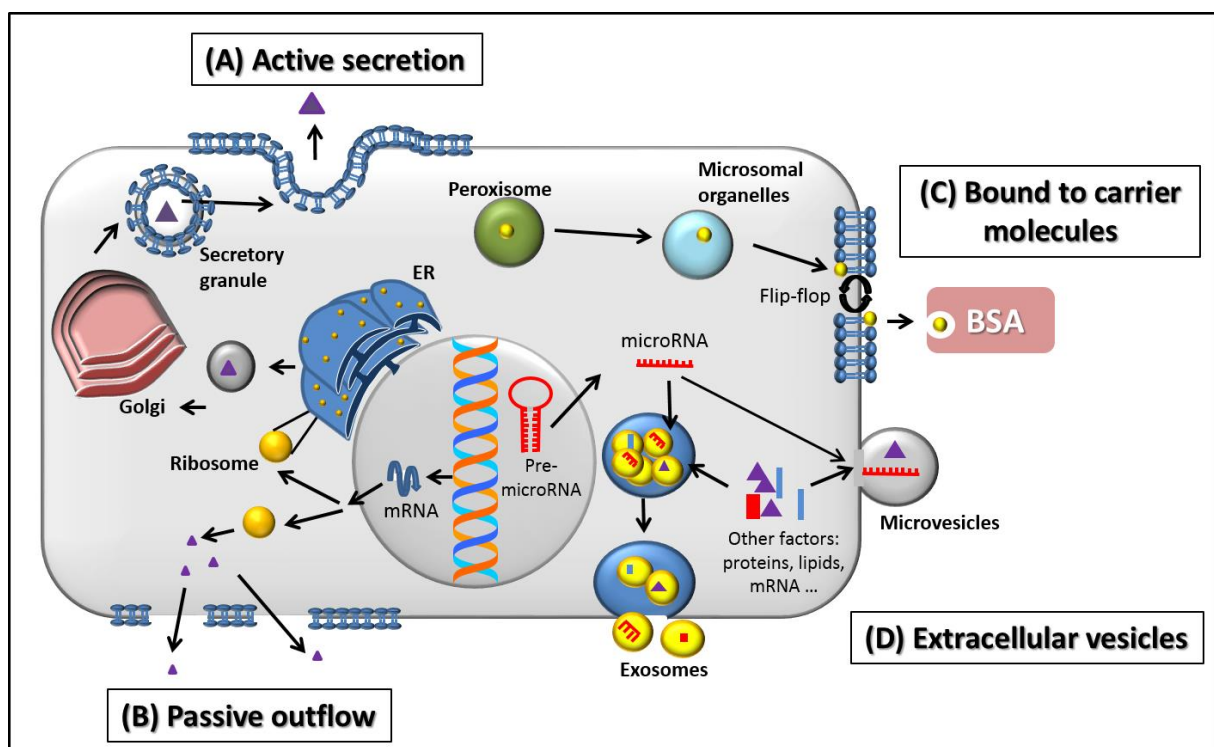 (A) Active secretion
Peroxisome
Microsomal
organelles
(C) Bound to carrier
molecules
Secretory
granule
ER
Flip-flop
BSA
microRNA
Golgi
Ribosome
Pre-
microRNA
mRNA
Microvesicles
Other factors:
proteins, lipids,
mRNA ...
(D) Extracellular vesicles
Exosomes
(B) Passive outflow